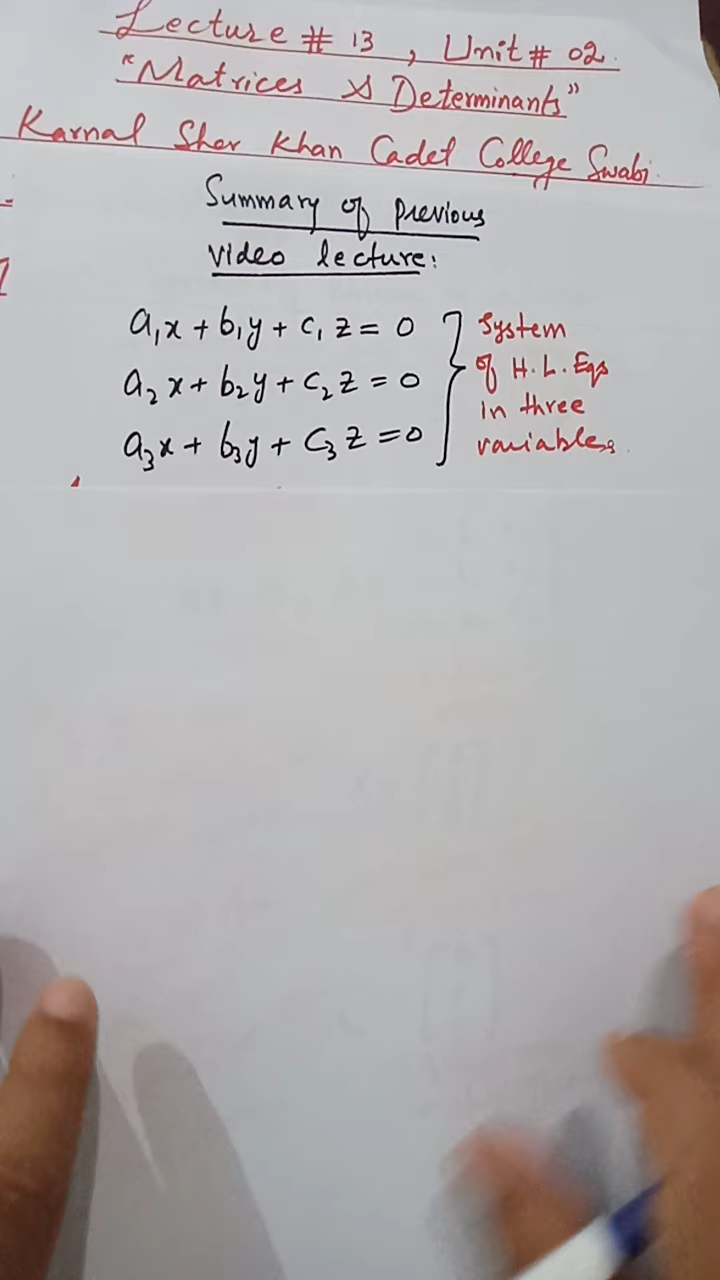 Lecture # 13, Unit # 02.
"Matrices & Determinants"
Karnal Sher Khan Cadet College Swabi.
Summary of previous
video lecture:
a₁x + b₁y + c₁z = 0
a₂x + b₂y + c₂z = 0
a₃x + b₃y + c₃z = 0
System
of H.L.Eqs
in three
variables.